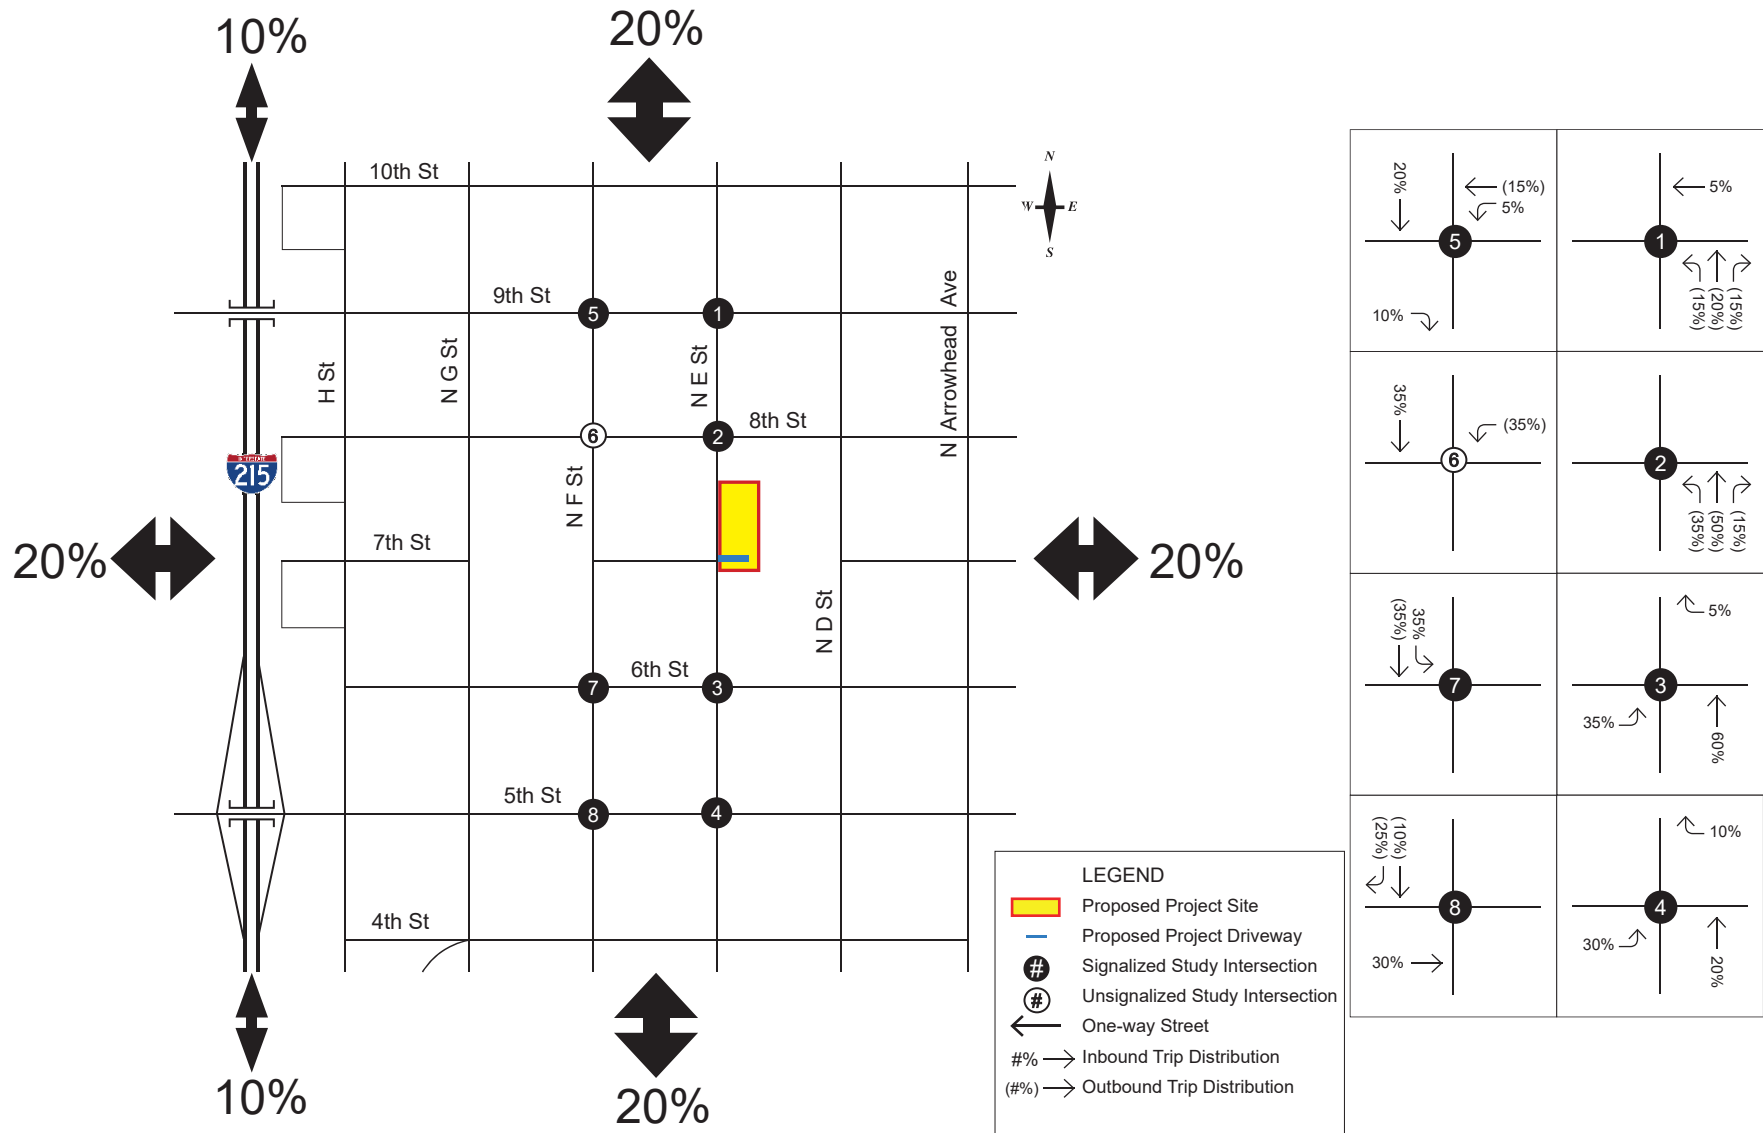 10%
20%
N
W
E
S
10th St
9th St
5
1
H St
N G St
N F St
N E St
N D St
N Arrowhead Ave
8th St
6
2
INTERSTATE
215
20%
7th St
20%
6th St
7
3
5th St
8
4
4th St
10%
20%
LEGEND
Proposed Project Site
Proposed Project Driveway
# Signalized Study Intersection
# Unsignalized Study Intersection
One-way Street
#% Inbound Trip Distribution
(#%) Outbound Trip Distribution
20%
(15%)
5%
5
10%
5%
1
(15%)
(20%)
(15%)
35%
(35%)
6
2
(35%)
(50%)
(15%)
(35%)
35%
7
5%
3
35%
60%
(25%)
(10%)
8
30%
10%
4
30%
20%